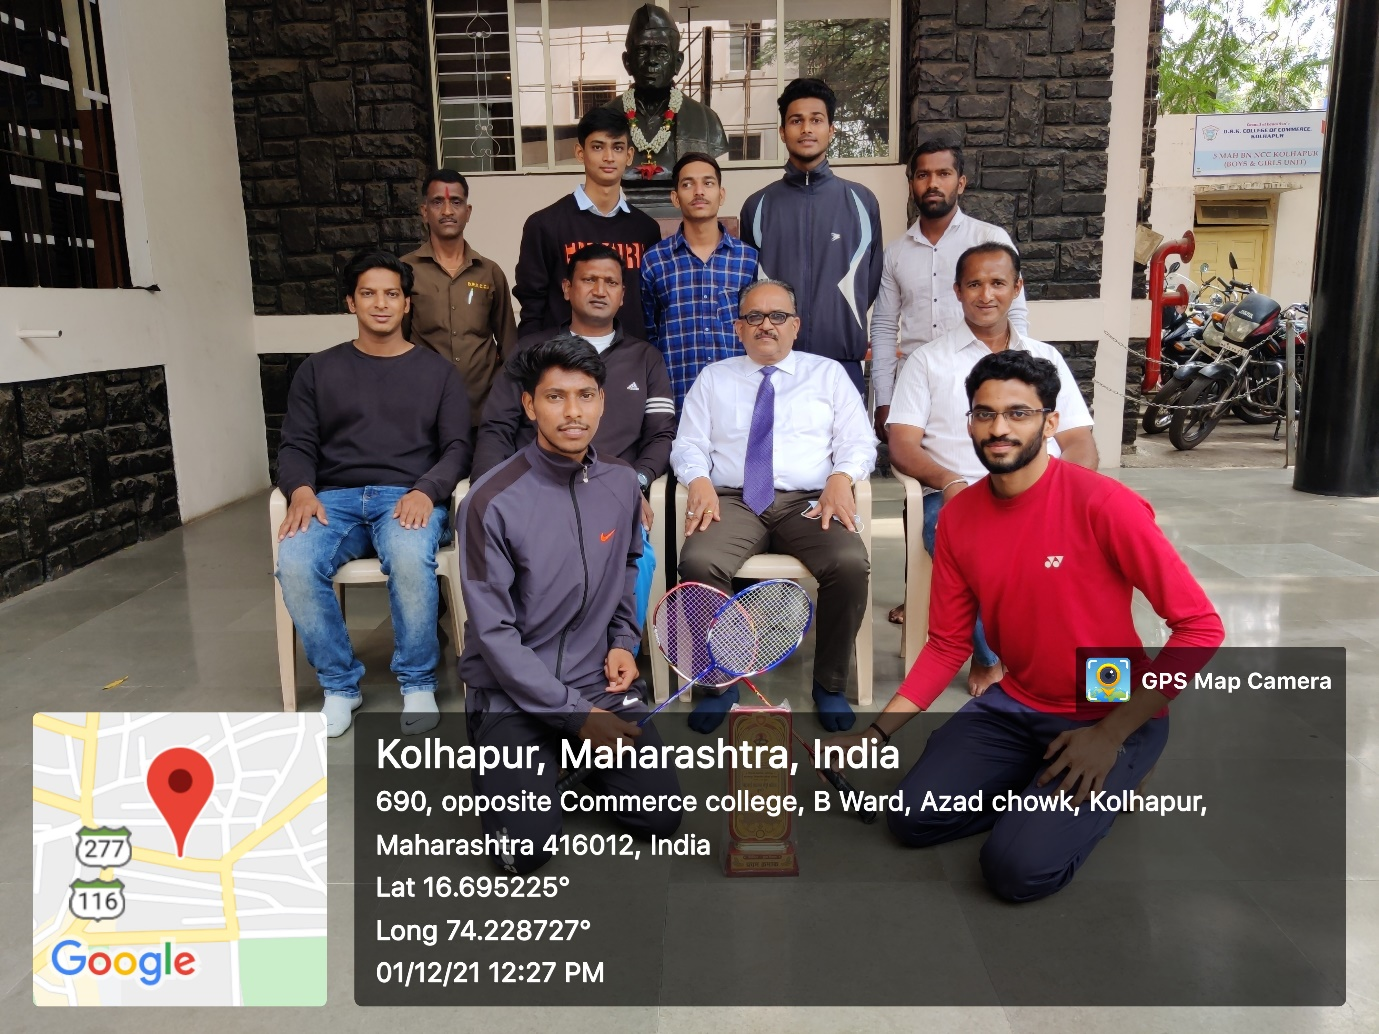 D.R.K. COLLEGE OF COMMERCE,
KOLHAPUR
5 MAH BN NCC KOLHAPUR
(BOYS & GIRLS UNIT)
adidas
GPS Map Camera
Kolhapur, Maharashtra, India
690, opposite Commerce college, B Ward, Azad chowk, Kolhapur,
Maharashtra 416012, India
Lat 16.695225°
Long 74.228727°
01/12/21 12:27 PM
277
116
Google